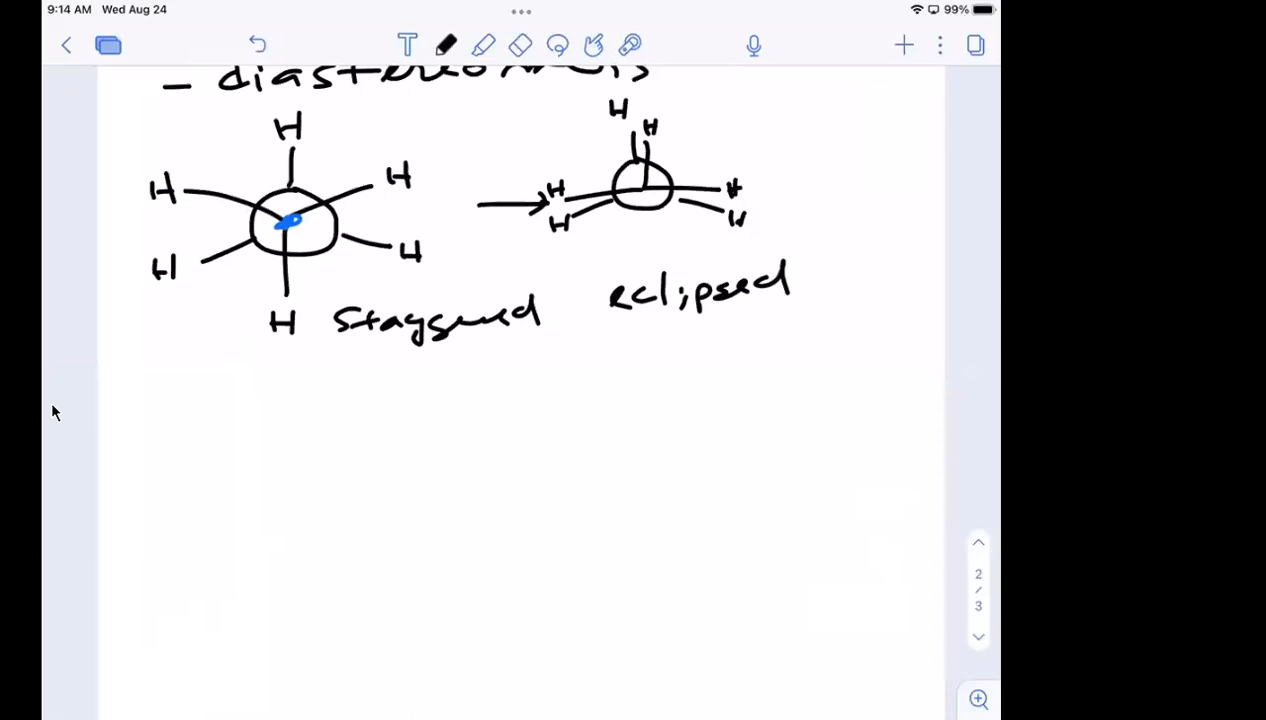 9:14 AM Wed Aug 24
99%
T
- diastereomers
H
H
H
H
H
H
H
H
H
H
H
H
staggered eclipsed
2
/
3